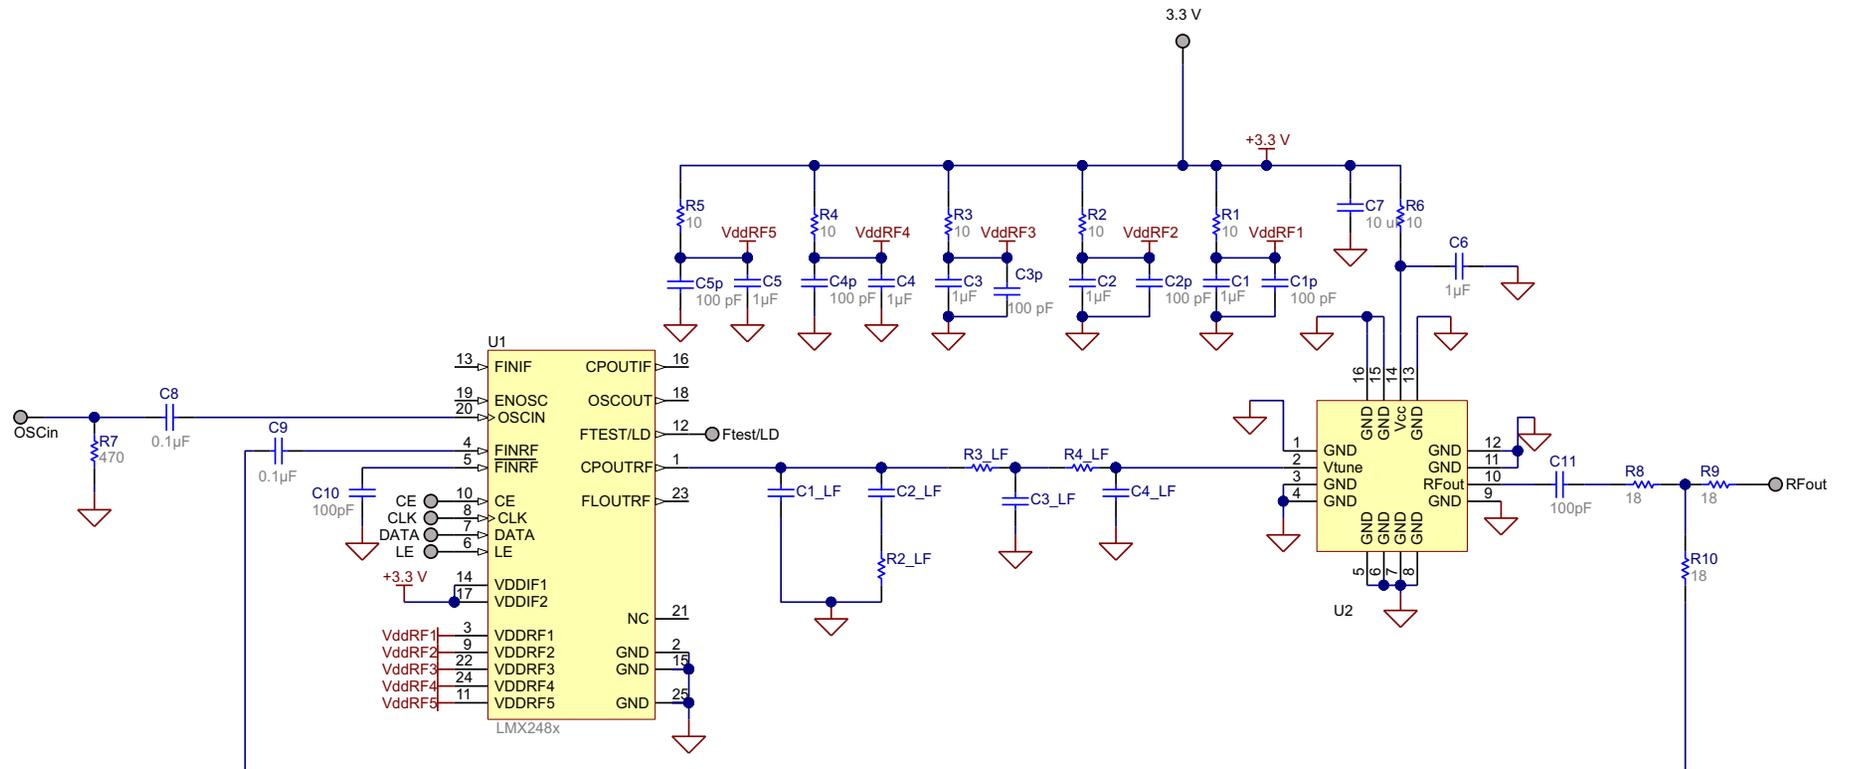 3.3 V
+3.3 V
R5
10
VddRF5
C5p
100 pF
C5
1µF
R4
10
VddRF4
C4p
100 pF
C4
1µF
R3
10
VddRF3
C3
1µF
C3p
100 pF
R2
10
VddRF2
C2
1µF
C2p
100 pF
R1
10
VddRF1
C1
1µF
C1p
100 pF
C7
10 uF
R6
10
C6
1µF
U1
13 FINIF
19 ENOSC
20 OSCIN
4 FINRF
5 FINRF
10 CE
8 CLK
7 DATA
6 LE
14 VDDIF1
17 VDDIF2
3 VDDRF1
9 VDDRF2
22 VDDRF3
24 VDDRF4
11 VDDRF5
CPOUTIF 16
OSCOUT 18
FTEST/LD 12
CPOUTRF 1
FLOUTRF 23
NC 21
GND 2
GND 15
GND 25
LMX248x
OSCin
C8
0.1µF
R7
470
C9
0.1µF
C10
100pF
CE
CLK
DATA
LE
+3.3 V
VddRF1
VddRF2
VddRF3
VddRF4
VddRF5
Ftest/LD
C1_LF
C2_LF
R2_LF
R3_LF
C3_LF
R4_LF
C4_LF
16 15 14 13
GND GND Vcc GND
1 GND
2 Vtune
3 GND
4 GND
GND 12
GND 11
RFout 10
GND 9
GND GND GND GND
5 6 7 8
U2
C11
100pF
R8
18
R9
18
RFout
R10
18